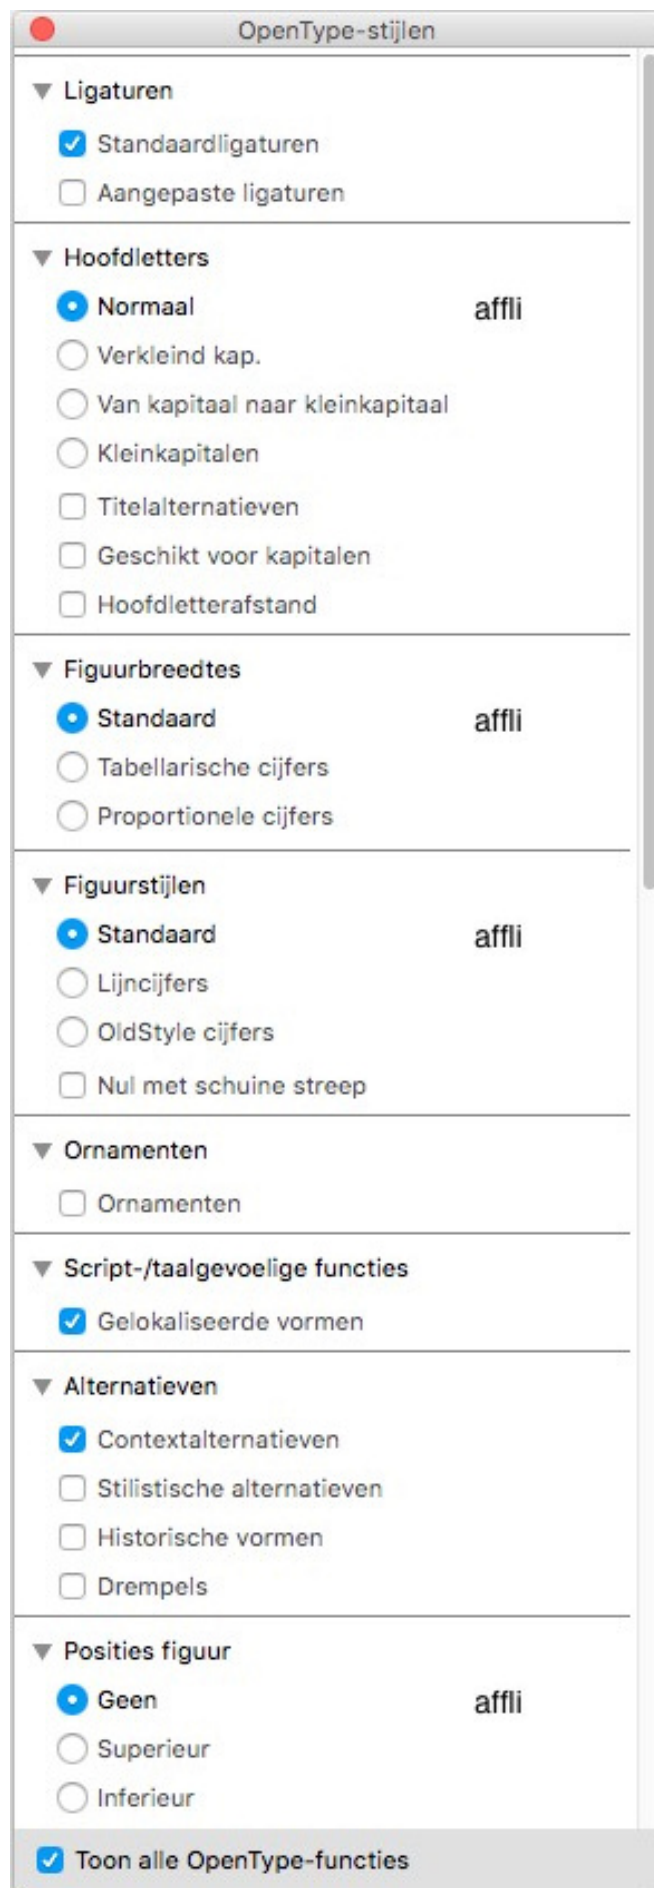 OpenType-stijlen
Ligaturen
Standaardligaturen
Aangepaste ligaturen
Hoofdletters
Normaal affli
Verkleind kap.
Van kapitaal naar kleinkapitaal
Kleinkapitalen
Titelalternatieven
Geschikt voor kapitalen
Hoofdletterafstand
Figuurbreedtes
Standaard affli
Tabellarische cijfers
Proportionele cijfers
Figuurstijlen
Standaard affli
Lijncijfers
OldStyle cijfers
Nul met schuine streep
Ornamenten
Ornamenten
Script-/taalgevoelige functies
Gelokaliseerde vormen
Alternatieven
Contextalternatieven
Stilistische alternatieven
Historische vormen
Drempels
Posities figuur
Geen affli
Superieur
Inferieur
Toon alle OpenType-functies